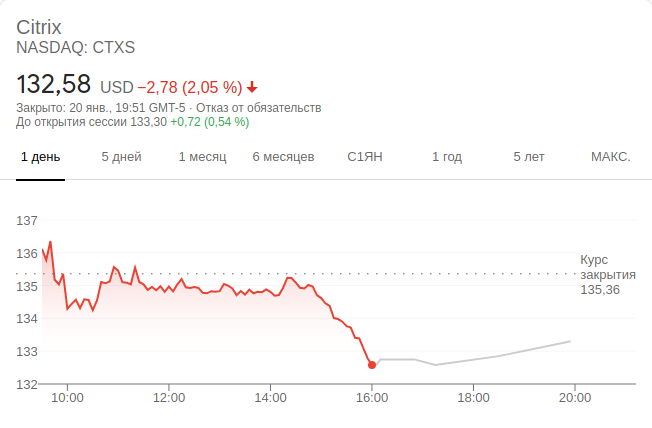 Citrix
NASDAQ: CTXS
132,58 USD −2,78 (2,05 %)
Закрыто: 20 янв., 19:51 GMT-5 · Отказ от обязательств
До открытия сессии 133,30 +0,72 (0,54 %)
1 день 5 дней 1 месяц 6 месяцев С1ЯН 1 год 5 лет МАКС.
137
136
135
134
133
132
Курс
закрытия
135,36
10:00 12:00 14:00 16:00 18:00 20:00